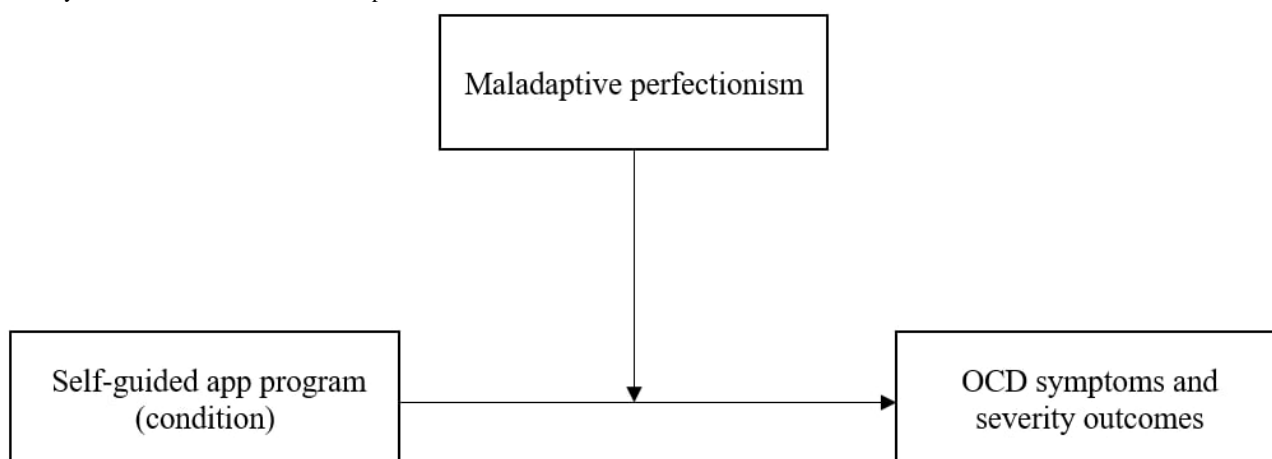 Maladaptive perfectionism
Self-guided app program
(condition)
OCD symptoms and
severity outcomes